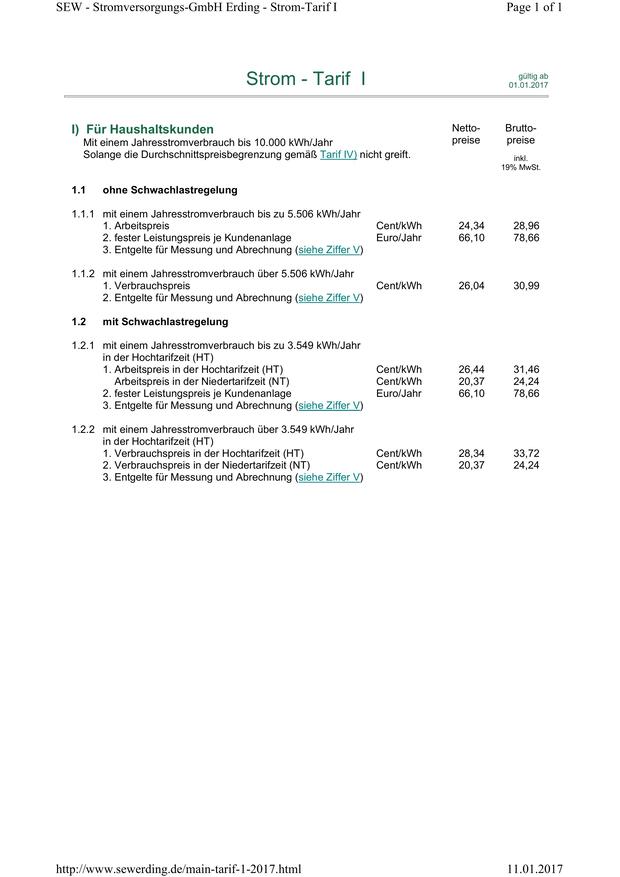 SEW - Stromversorgungs-GmbH Erding - Strom-Tarif I Page 1 of 1
Strom - Tarif I
gültig ab
01.01.2017
I) Für Haushaltskunden Netto- Brutto-
Mit einem Jahresstromverbrauch bis 10.000 kWh/Jahr preise preise
Solange die Durchschnittspreisbegrenzung gemäß Tarif IV) nicht greift.
inkl.
19% MwSt.
1.1 ohne Schwachlastregelung
1.1.1 mit einem Jahresstromverbrauch bis zu 5.506 kWh/Jahr
1. Arbeitspreis Cent/kWh 24,34 28,96
2. fester Leistungspreis je Kundenanlage Euro/Jahr 66,10 78,66
3. Entgelte für Messung und Abrechnung (siehe Ziffer V)
1.1.2 mit einem Jahresstromverbrauch über 5.506 kWh/Jahr
1. Verbrauchspreis Cent/kWh 26,04 30,99
2. Entgelte für Messung und Abrechnung (siehe Ziffer V)
1.2 mit Schwachlastregelung
1.2.1 mit einem Jahresstromverbrauch bis zu 3.549 kWh/Jahr
in der Hochtarifzeit (HT)
1. Arbeitspreis in der Hochtarifzeit (HT) Cent/kWh 26,44 31,46
Arbeitspreis in der Niedertarifzeit (NT) Cent/kWh 20,37 24,24
2. fester Leistungspreis je Kundenanlage Euro/Jahr 66,10 78,66
3. Entgelte für Messung und Abrechnung (siehe Ziffer V)
1.2.2 mit einem Jahresstromverbrauch über 3.549 kWh/Jahr
in der Hochtarifzeit (HT)
1. Verbrauchspreis in der Hochtarifzeit (HT) Cent/kWh 28,34 33,72
2. Verbrauchspreis in der Niedertarifzeit (NT) Cent/kWh 20,37 24,24
3. Entgelte für Messung und Abrechnung (siehe Ziffer V)
http://www.sewerding.de/main-tarif-1-2017.html 11.01.2017